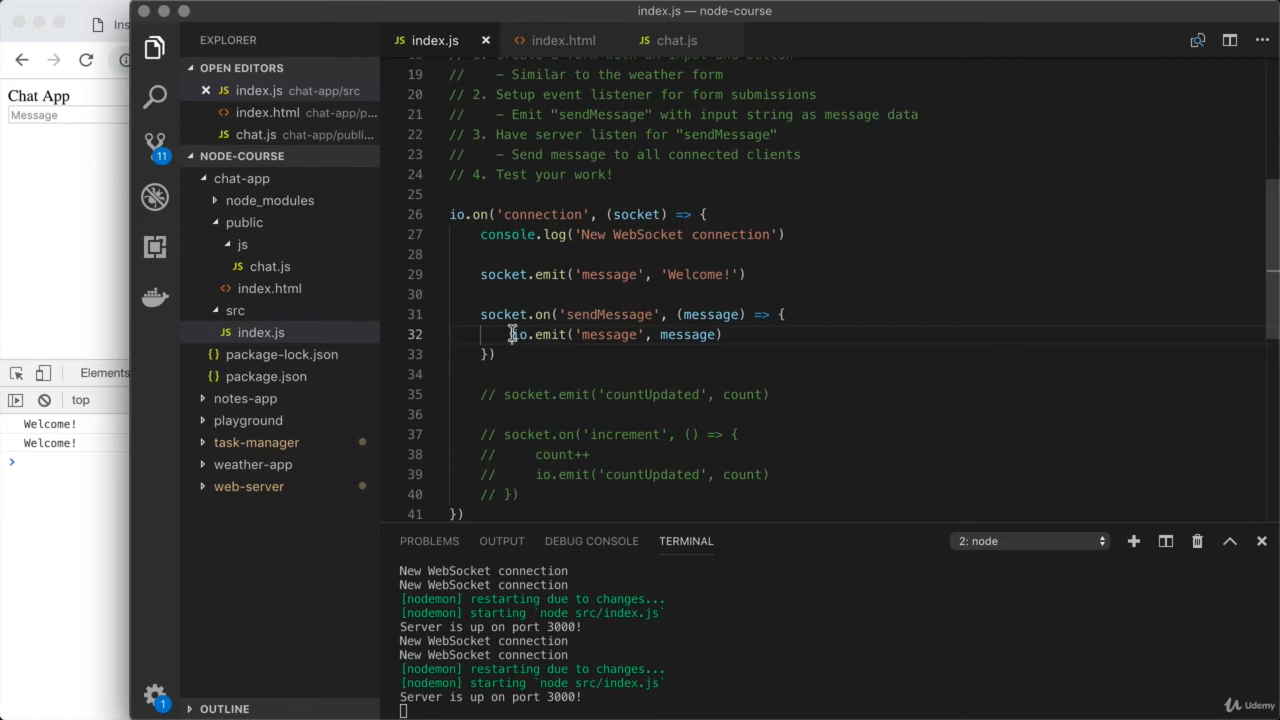 index.js — node-course
Ins
Chat App
Message
Elements
top
Welcome!
Welcome!
>
EXPLORER
OPEN EDITORS
JS index.js chat-app/src
<> index.html chat-app/p...
JS chat.js chat-app/publi...
NODE-COURSE
chat-app
node_modules
public
js
JS chat.js
<> index.html
src
JS index.js
{} package-lock.json
{} package.json
notes-app
playground
task-manager
weather-app
web-server
OUTLINE
11
1
JS index.js
<> index.html
JS chat.js
19 //    - Similar to the weather form
20 // 2. Setup event listener for form submissions
21 //    - Emit "sendMessage" with input string as message data
22 // 3. Have server listen for "sendMessage"
23 //    - Send message to all connected clients
24 // 4. Test your work!
25
26 io.on('connection', (socket) => {
27     console.log('New WebSocket connection')
28
29     socket.emit('message', 'Welcome!')
30
31     socket.on('sendMessage', (message) => {
32         io.emit('message', message)
33     })
34
35     // socket.emit('countUpdated', count)
36
37     // socket.on('increment', () => {
38     //     count++
39     //     io.emit('countUpdated', count)
40     // })
41 })
PROBLEMS OUTPUT DEBUG CONSOLE TERMINAL 2: node
New WebSocket connection
New WebSocket connection
[nodemon] restarting due to changes...
[nodemon] starting `node src/index.js`
Server is up on port 3000!
New WebSocket connection
New WebSocket connection
[nodemon] restarting due to changes...
[nodemon] starting `node src/index.js`
Server is up on port 3000!
Udemy